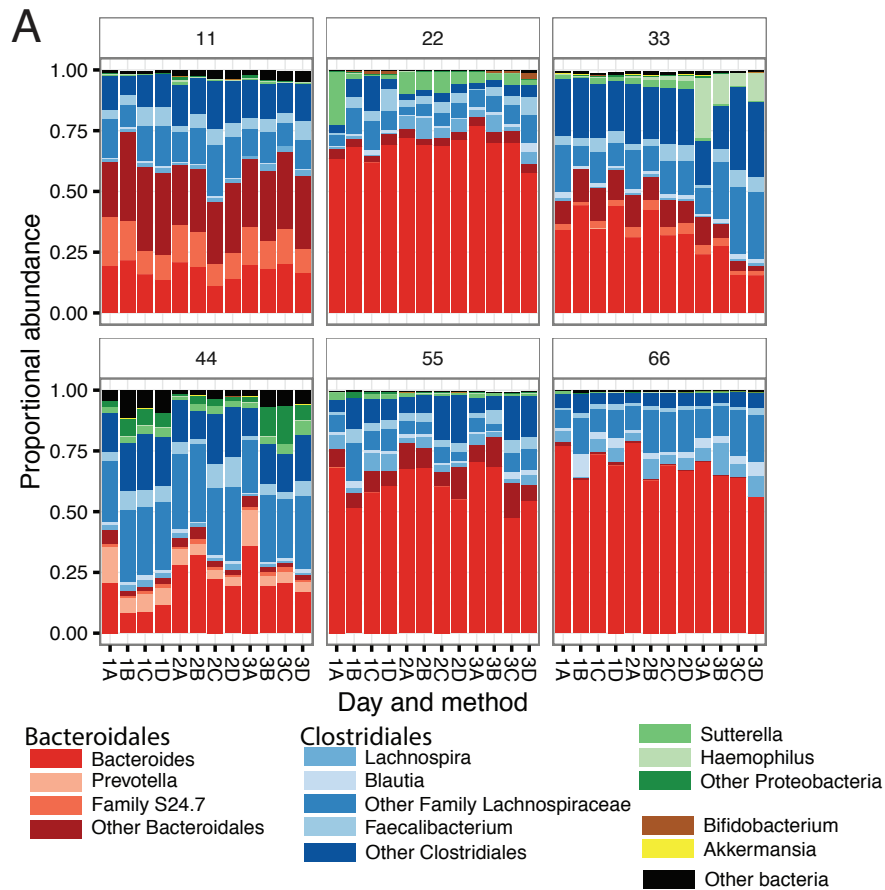 A
11 22 33
1.00
0.75
0.50
0.25
0.00
44 55 66
1.00
0.75
0.50
0.25
0.00
Proportional abundance
1A 1B 1C 1D 2A 2B 2C 2D 3A 3B 3C 3D 1A 1B 1C 1D 2A 2B 2C 2D 3A 3B 3C 3D 1A 1B 1C 1D 2A 2B 2C 2D 3A 3B 3C 3D
Day and method
Bacteroidales
Bacteroides
Prevotella
Family S24.7
Other Bacteroidales
Clostridiales
Lachnospira
Blautia
Other Family Lachnospiraceae
Faecalibacterium
Other Clostridiales
Sutterella
Haemophilus
Other Proteobacteria
Bifidobacterium
Akkermansia
Other bacteria